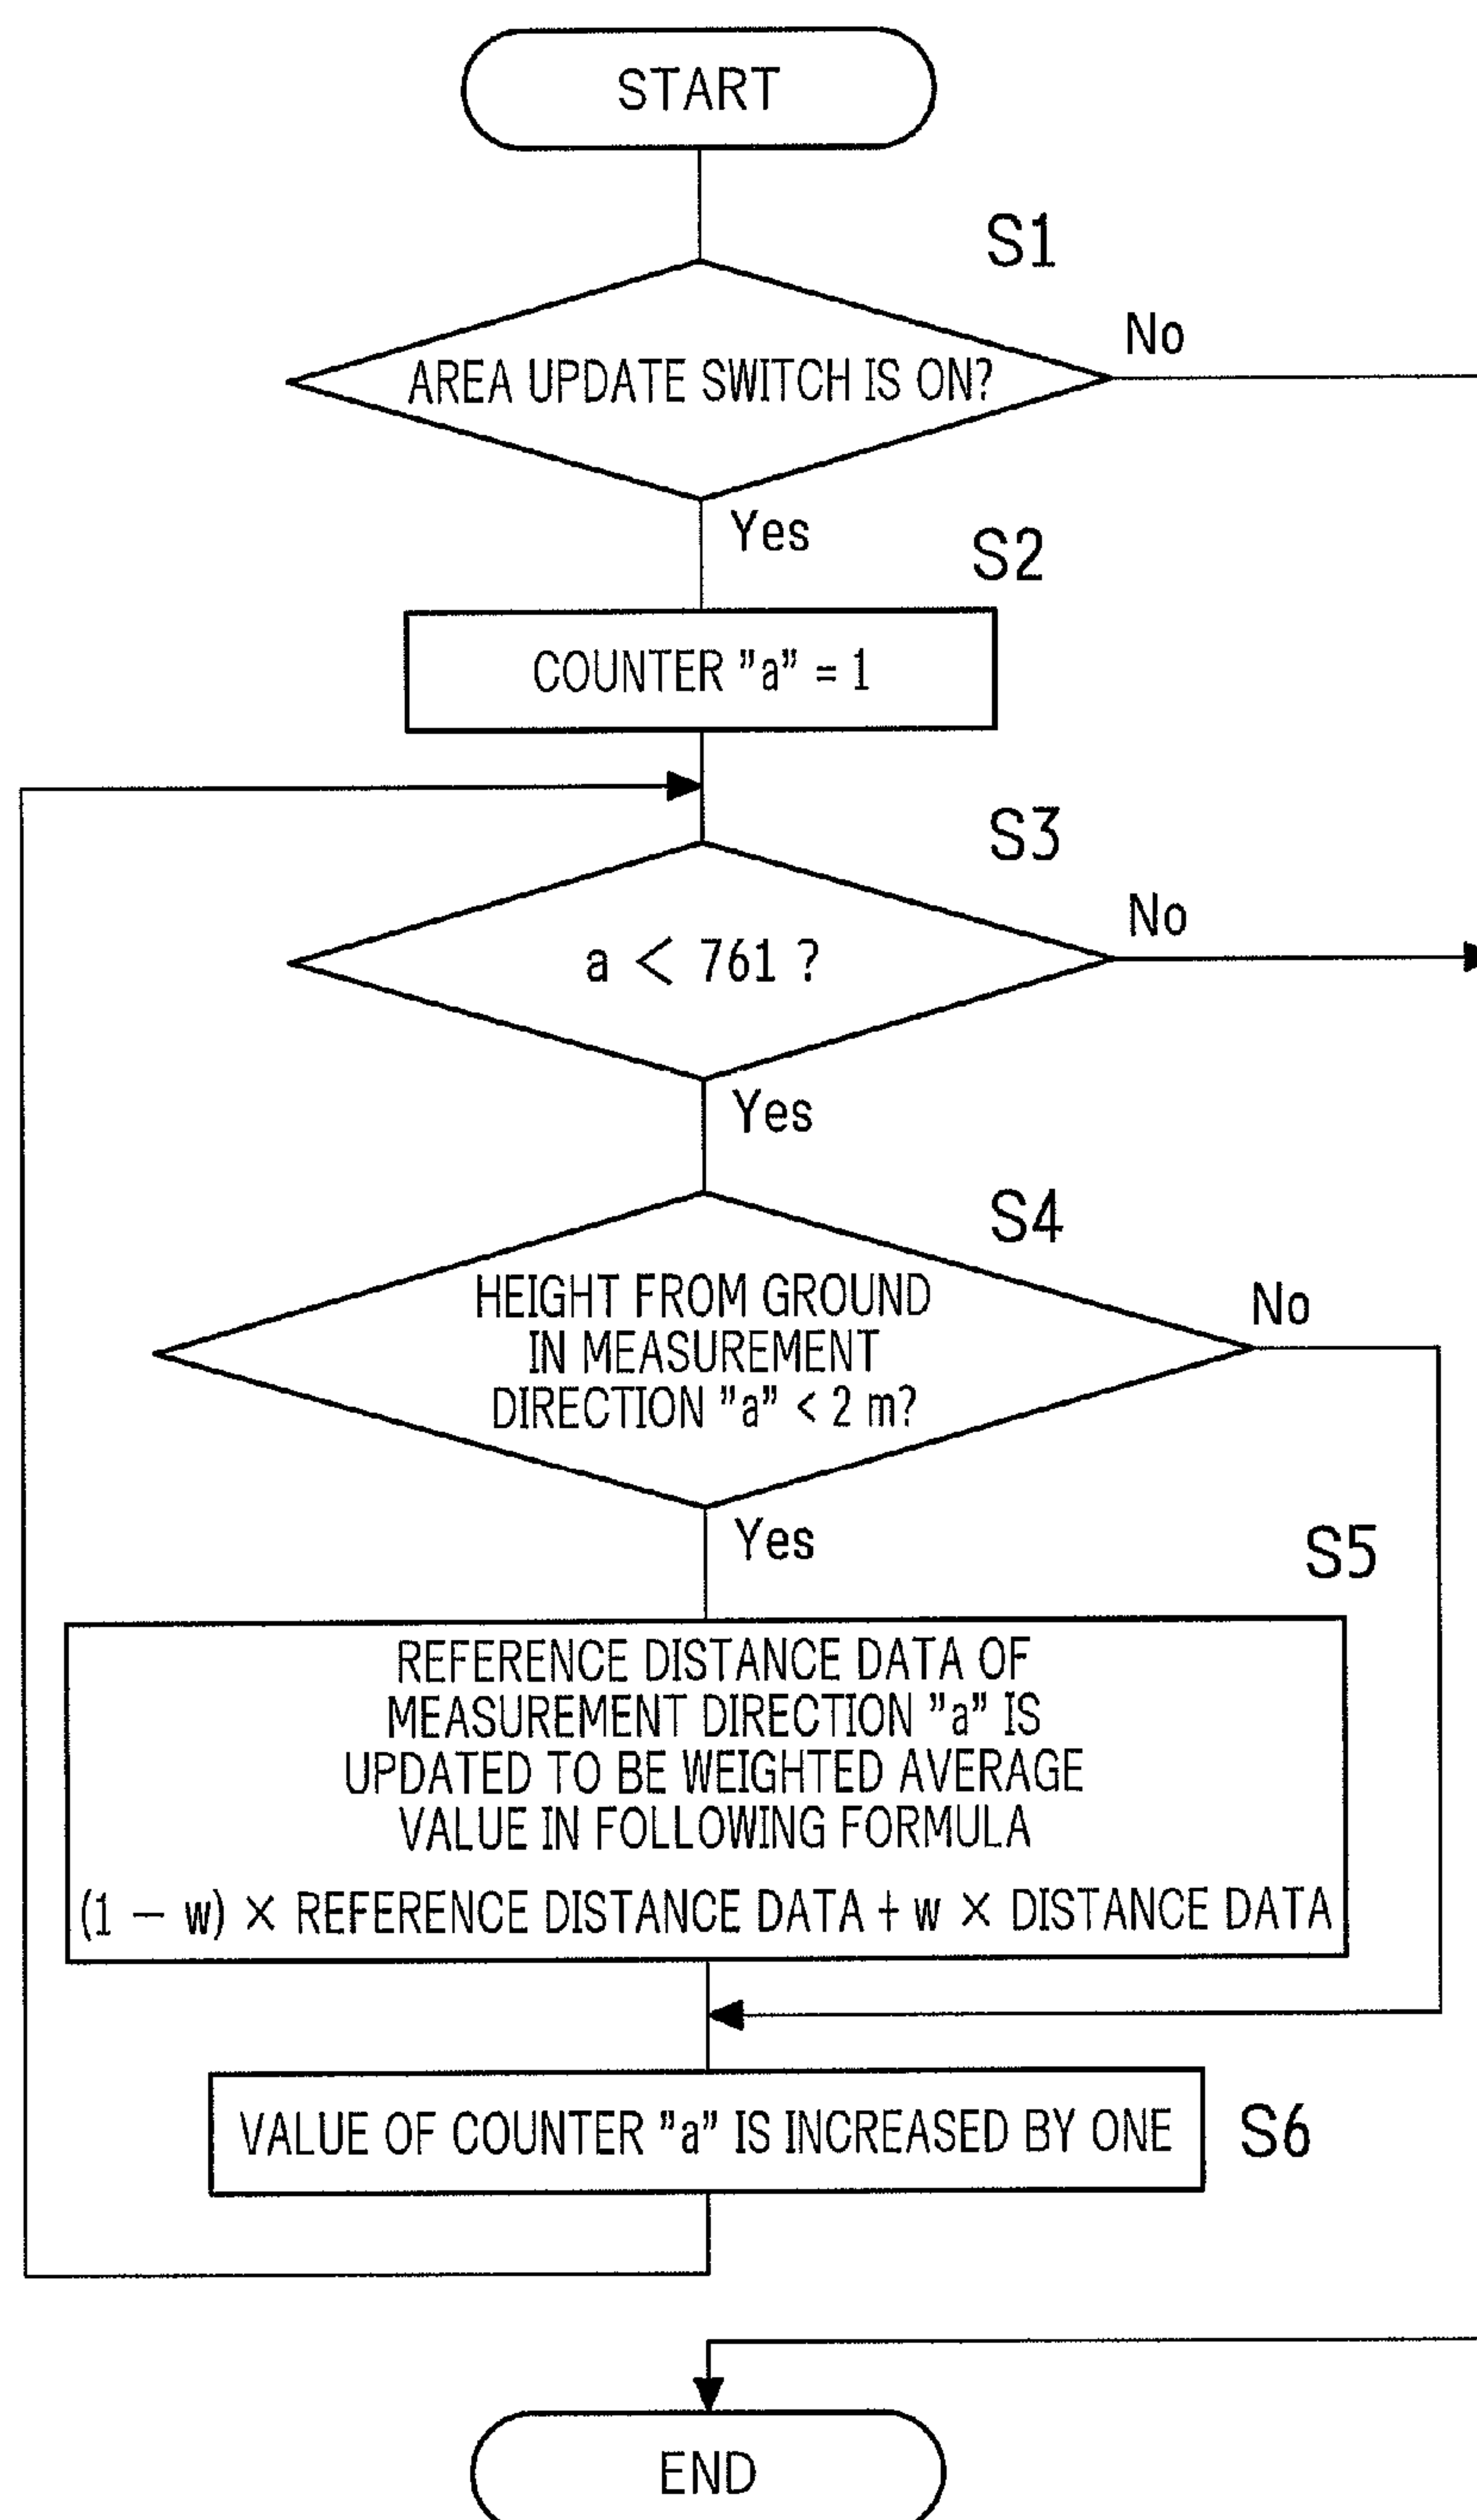 START
S1
No
AREA UPDATE SWITCH IS ON?
Yes
S2
COUNTER "a" = 1
S3
No
a < 761 ?
Yes
S4
No
HEIGHT FROM GROUND
IN MEASUREMENT
DIRECTION "a" < 2 m?
Yes
S5
REFERENCE DISTANCE DATA OF
MEASUREMENT DIRECTION "a" IS
UPDATED TO BE WEIGHTED AVERAGE
VALUE IN FOLLOWING FORMULA
(1 − w) × REFERENCE DISTANCE DATA + w × DISTANCE DATA
VALUE OF COUNTER "a" IS INCREASED BY ONE
S6
END